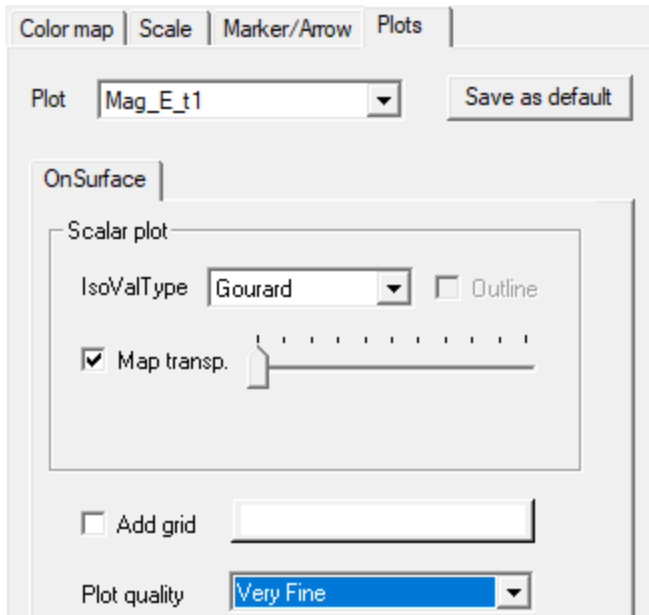 Color map Scale Marker/Arrow Plots
Plot Mag_E_t1 Save as default
OnSurface
Scalar plot
IsoValType Gourard Outline
Map transp.
Add grid
Plot quality Very Fine